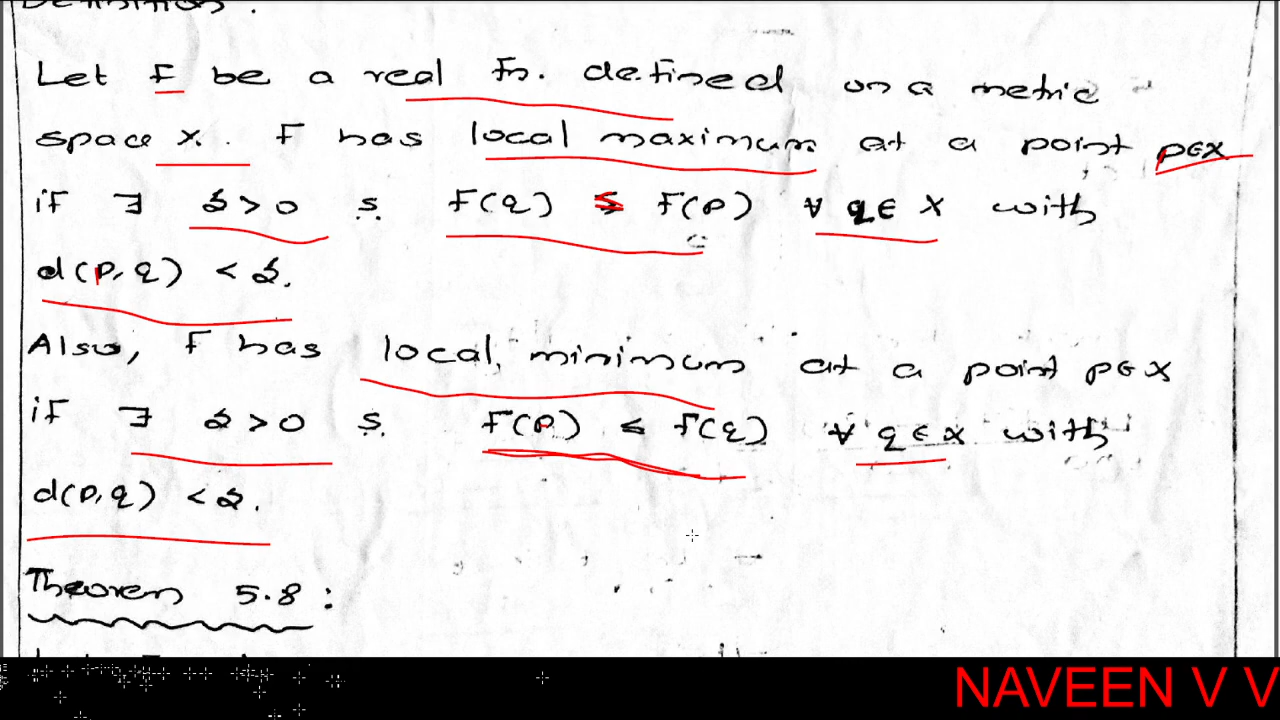 Definition:
Let f be a real fn. defined on a metric
space X. f has local maximum at a point p∈X
if ∃ δ>0 s. f(q) ≤ f(p) ∀ q∈ X with
d(p,q) < δ.
Also, f has local minimum at a point p∈X
if ∃ δ>0 s. f(p) ≤ f(q) ∀ q∈X with
d(p,q) < δ.
Theorem 5.8:
NAVEEN V V